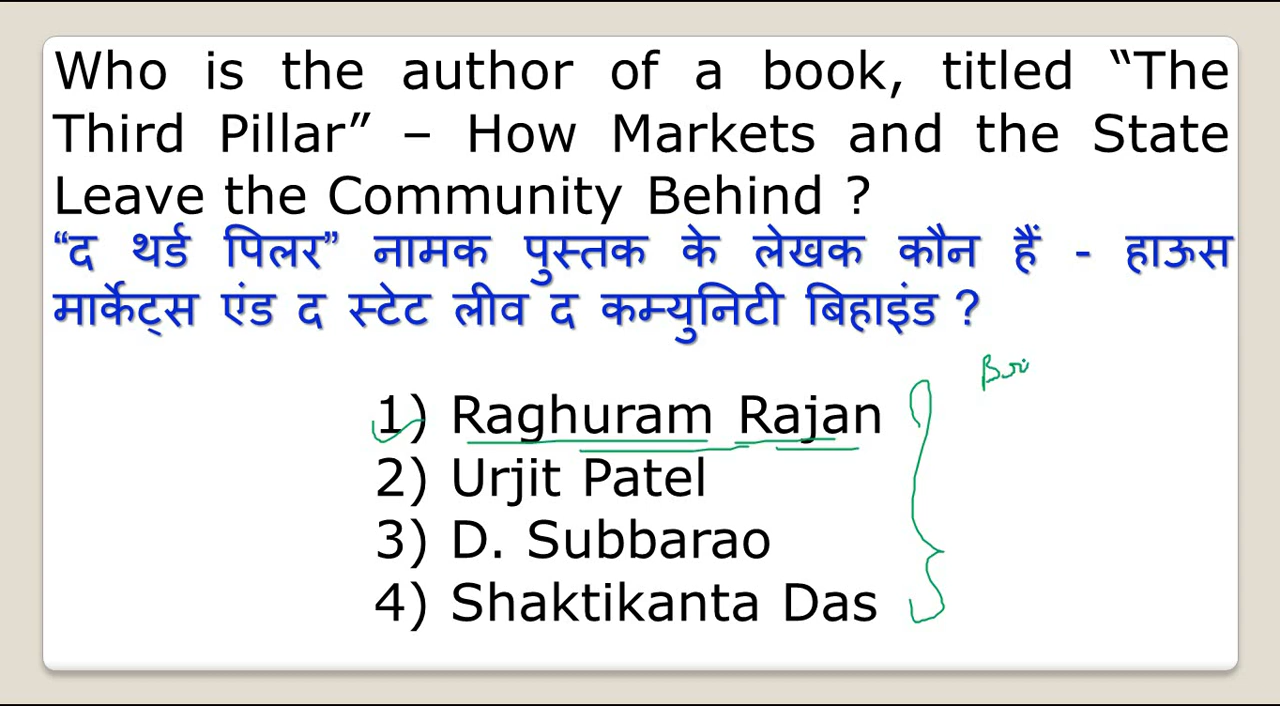 Who is the author of a book, titled “The
Third Pillar” – How Markets and the State
Leave the Community Behind ?
“द थर्ड पिलर” नामक पुस्तक के लेखक कौन हैं - हाऊस
मार्केट्स एंड द स्टेट लीव द कम्युनिटी बिहाइंड ?
1) Raghuram Rajan
2) Urjit Patel
3) D. Subbarao
4) Shaktikanta Das